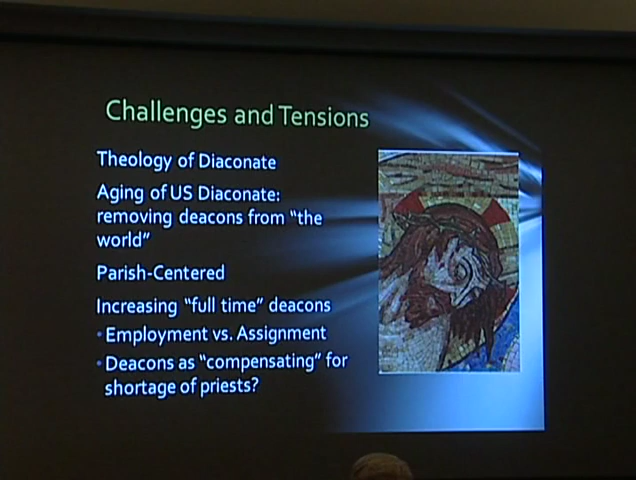 Challenges and Tensions
Theology of Diaconate
Aging of US Diaconate:
removing deacons from “the
world”
Parish-Centered
Increasing “full time” deacons
• Employment vs. Assignment
• Deacons as “compensating” for
shortage of priests?